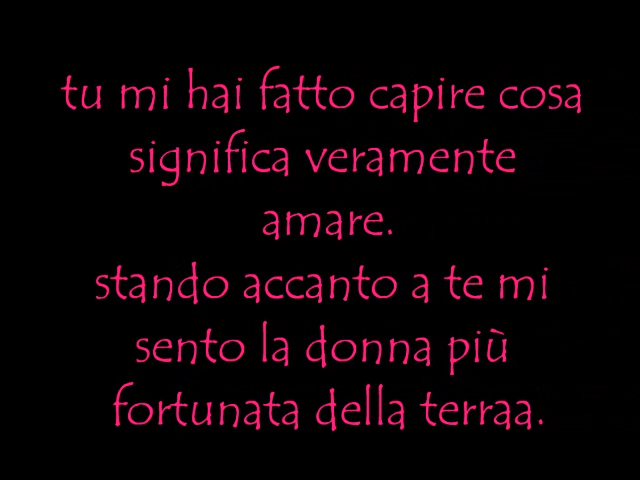 tu mi hai fatto capire cosa
significa veramente
amare.
stando accanto a te mi
sento la donna più
fortunata della terraa.